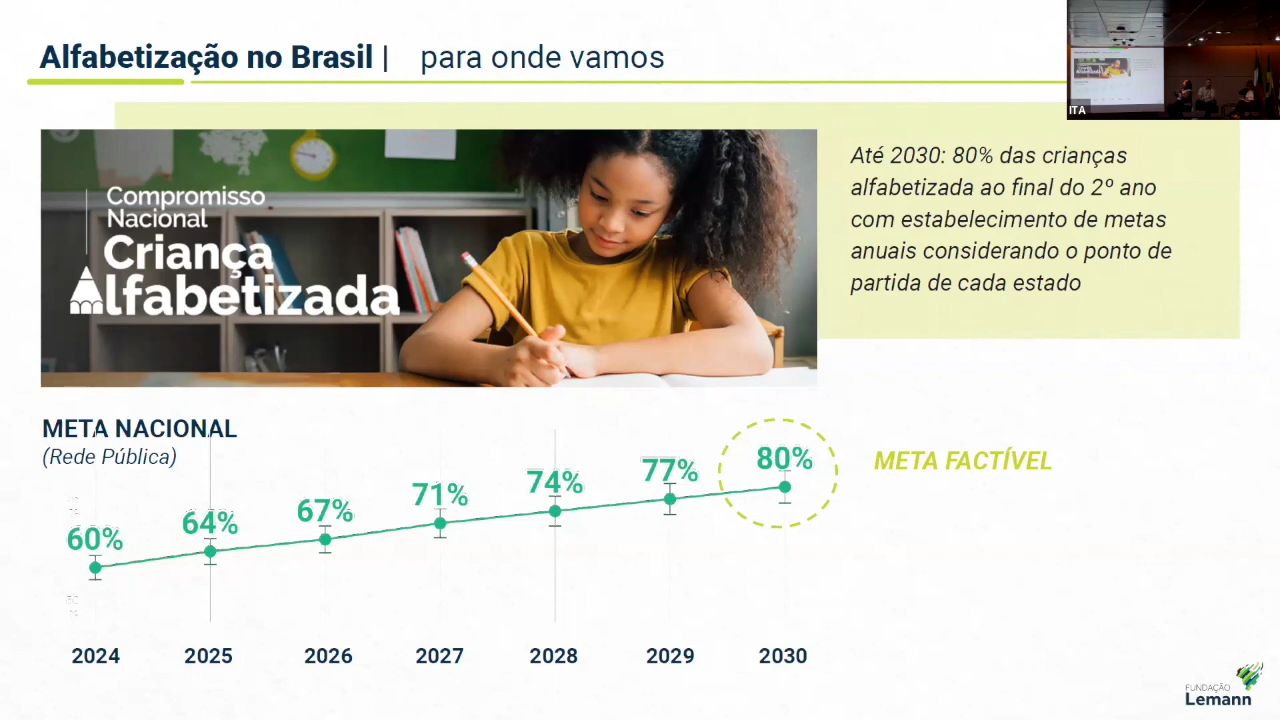 Alfabetização no Brasil | para onde vamos
ITA
Compromisso
Nacional
Criança
Alfabetizada
Até 2030: 80% das crianças
alfabetizada ao final do 2º ano
com estabelecimento de metas
anuais considerando o ponto de
partida de cada estado
META NACIONAL
(Rede Pública)
60%
64%
67%
71%
74%
77%
80%
META FACTÍVEL
2024
2025
2026
2027
2028
2029
2030
FUNDAÇÃO
Lemann